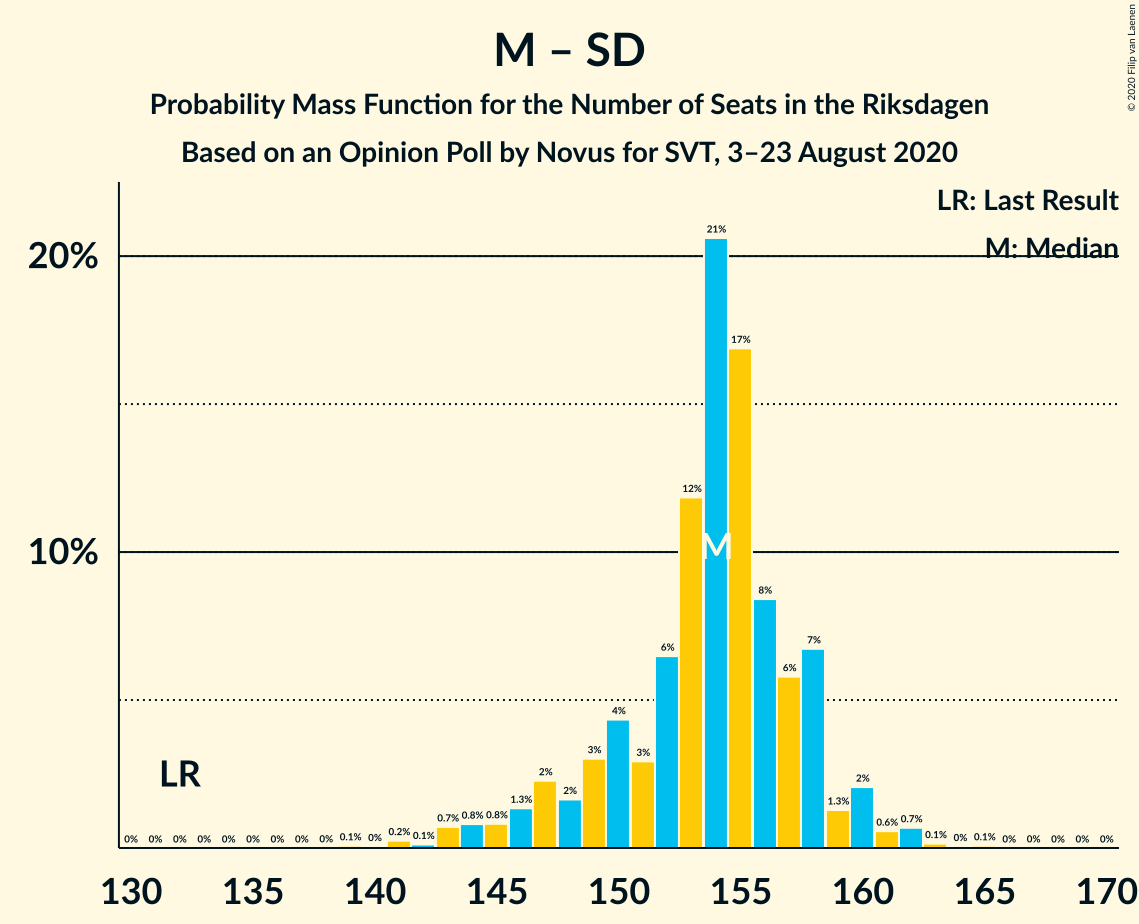 M – SD
Probability Mass Function for the Number of Seats in the Riksdagen
Based on an Opinion Poll by Novus for SVT, 3–23 August 2020
© 2020 Filip van Laenen
LR: Last Result
M: Median
20%
10%
21%
17%
12%
M
8%
7%
6%
6%
4%
3%
3%
2%
2%
2%
1.3%
1.3%
LR
0% 0% 0% 0% 0% 0% 0% 0% 0% 0.1% 0% 0.2% 0.1% 0.7% 0.8% 0.8% 0.6% 0.7% 0.1% 0% 0.1% 0% 0% 0% 0% 0%
130 135 140 145 150 155 160 165 170